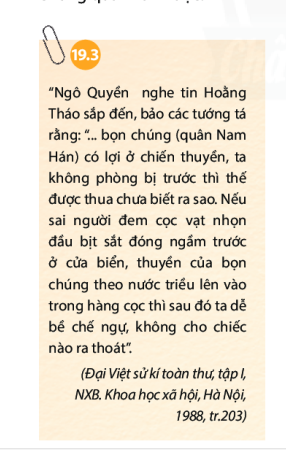 19.3
"Ngô Quyền nghe tin Hoằng
Tháo sắp đến, bảo các tướng tá
rằng: "... bọn chúng (quân Nam
Hán) có lợi ở chiến thuyền, ta
không phòng bị trước thì thế
được thua chưa biết ra sao. Nếu
sai người đem cọc vạt nhọn
đầu bịt sắt đóng ngầm trước
ở cửa biển, thuyền của bọn
chúng theo nước triều lên vào
trong hàng cọc thì sau đó ta dễ
bề chế ngự, không cho chiếc
nào ra thoát".
(Đại Việt sử kí toàn thư, tập I,
NXB. Khoa học xã hội, Hà Nội,
1988, tr.203)